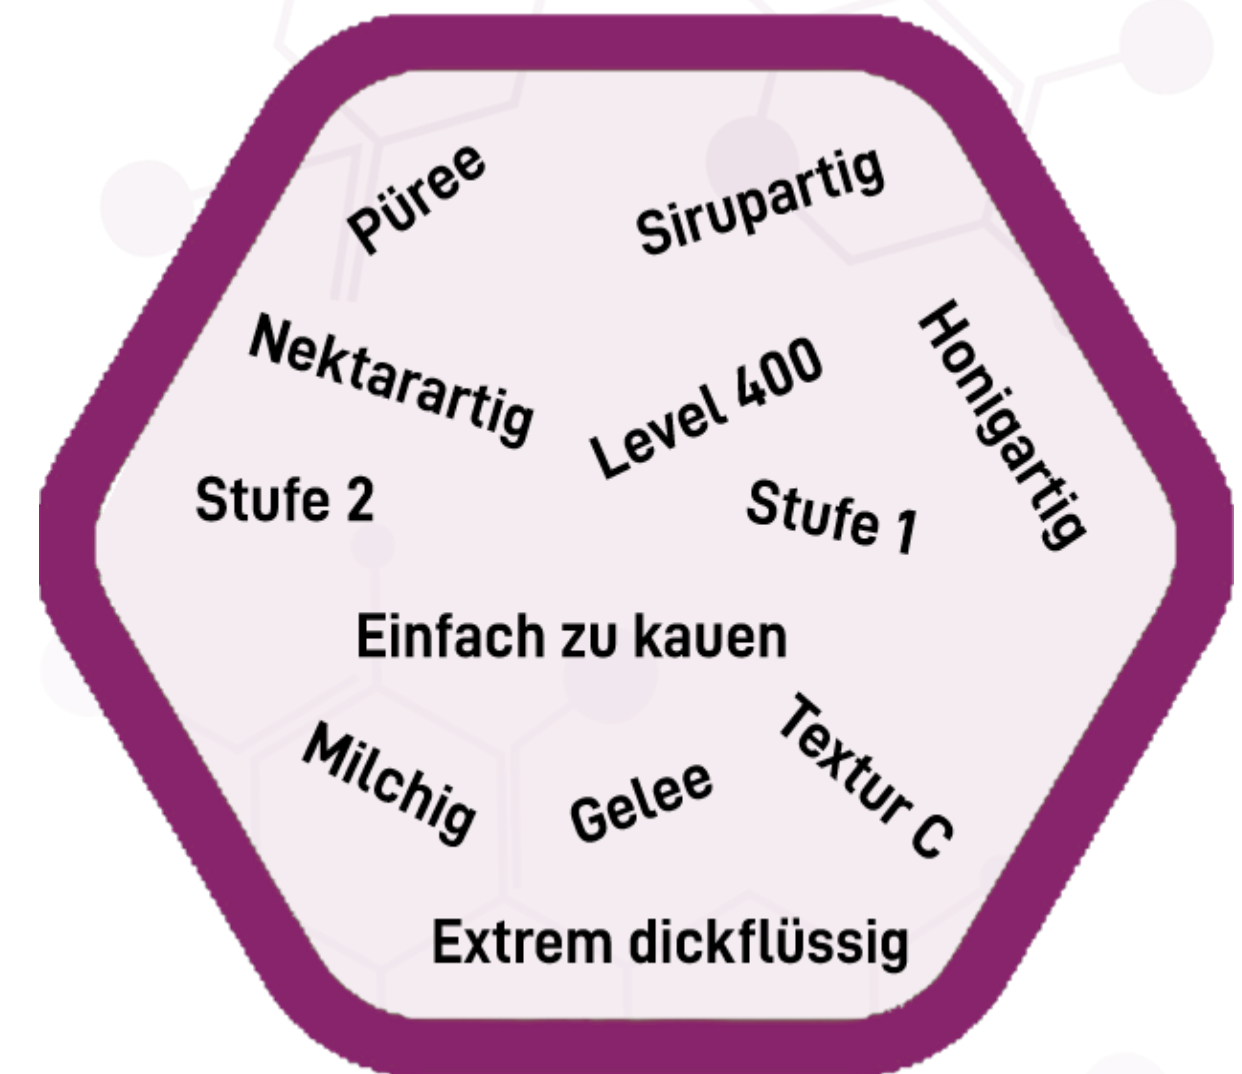 Püree
Sirupartig
Nektarartig
Level 400
Honigartig
Stufe 2
Stufe 1
Einfach zu kauen
Milchig
Gelee
Textur C
Extrem dickflüssig